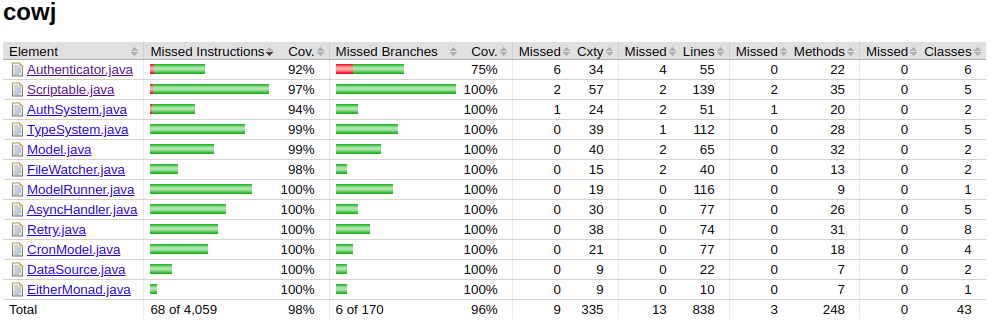 cowj
Element Missed Instructions Cov. Missed Branches Cov. Missed Cxty Missed Lines Missed Methods Missed Classes
Authenticator.java 92% 75% 6 34 4 55 0 22 0 6
Scriptable.java 97% 100% 2 57 2 139 2 35 0 5
AuthSystem.java 94% 100% 1 24 2 51 1 20 0 2
TypeSystem.java 99% 100% 0 39 1 112 0 28 0 5
Model.java 99% 100% 0 40 2 65 0 32 0 2
FileWatcher.java 98% 100% 0 15 2 40 0 13 0 2
ModelRunner.java 100% 100% 0 19 0 116 0 9 0 1
AsyncHandler.java 100% 100% 0 30 0 77 0 26 0 5
Retry.java 100% 100% 0 38 0 74 0 31 0 8
CronModel.java 100% 100% 0 21 0 77 0 18 0 4
DataSource.java 100% 100% 0 9 0 22 0 7 0 2
EitherMonad.java 100% 100% 0 9 0 10 0 7 0 1
Total 68 of 4,059 98% 6 of 170 96% 9 335 13 838 3 248 0 43